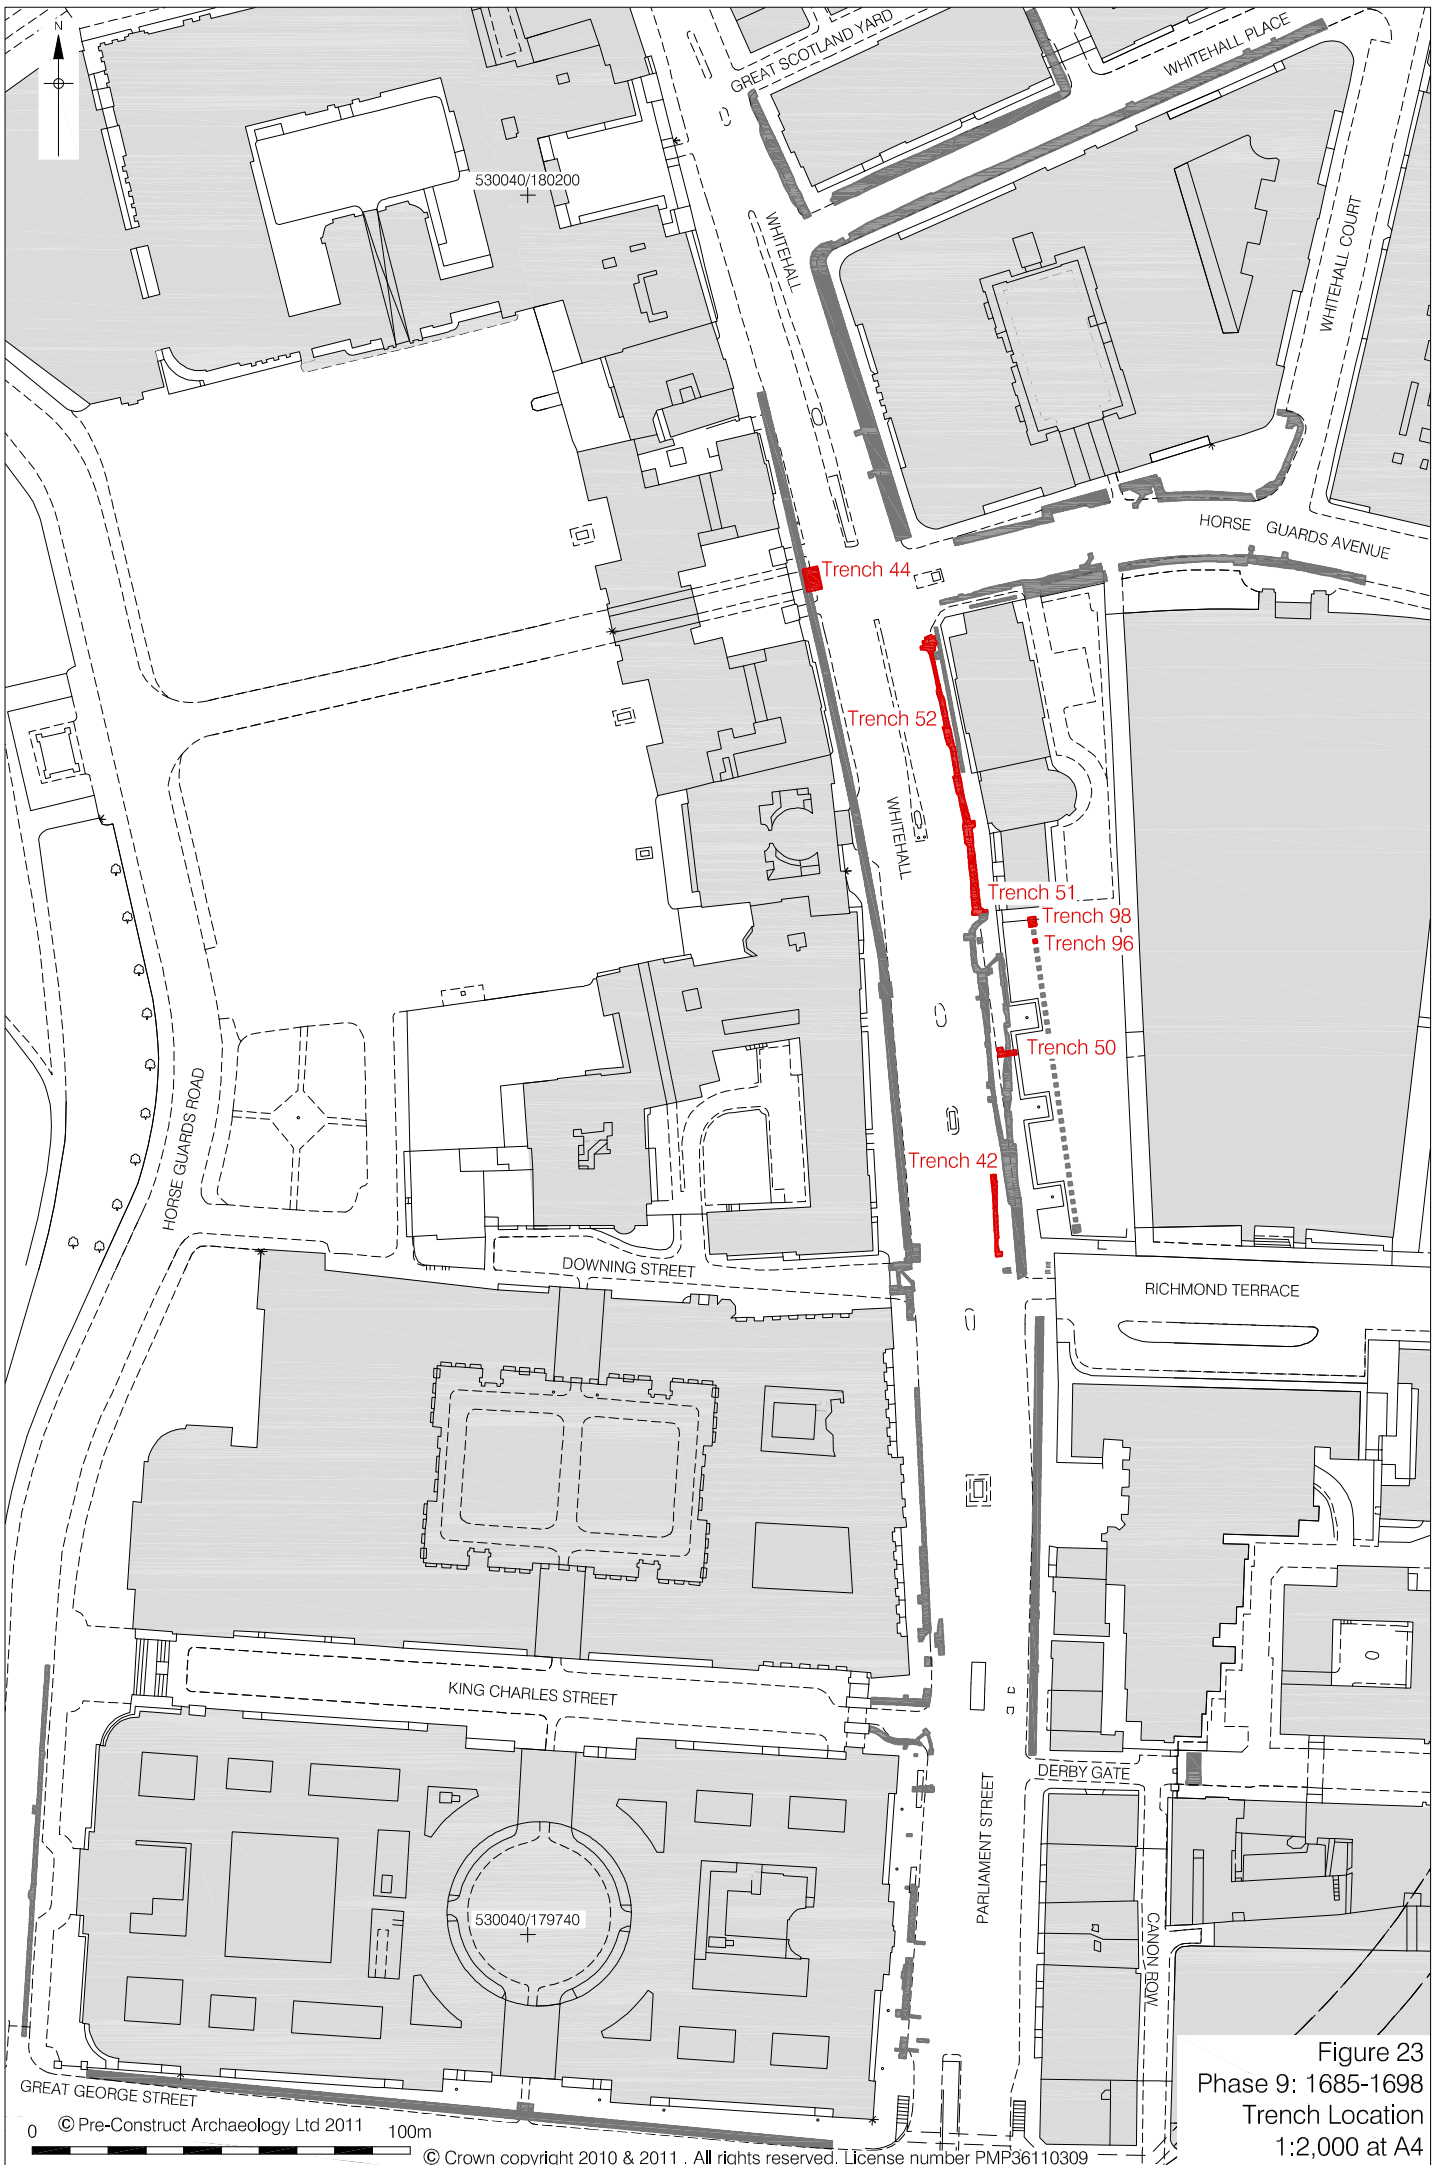 N
GREAT SCOTLAND YARD
WHITEHALL PLACE
530040/180200
WHITEHALL
WHITEHALL COURT
HORSE GUARDS AVENUE
Trench 44
Trench 52
WHITEHALL
Trench 51
Trench 98
Trench 96
Trench 50
HORSE GUARDS ROAD
Trench 42
DOWNING STREET
RICHMOND TERRACE
KING CHARLES STREET
DERBY GATE
PARLIAMENT STREET
530040/179740
CANON ROW
GREAT GEORGE STREET
Figure 23
Phase 9: 1685-1698
Trench Location
1:2,000 at A4
© Pre-Construct Archaeology Ltd 2011
0 100m
© Crown copyright 2010 & 2011 . All rights reserved. License number PMP36110309